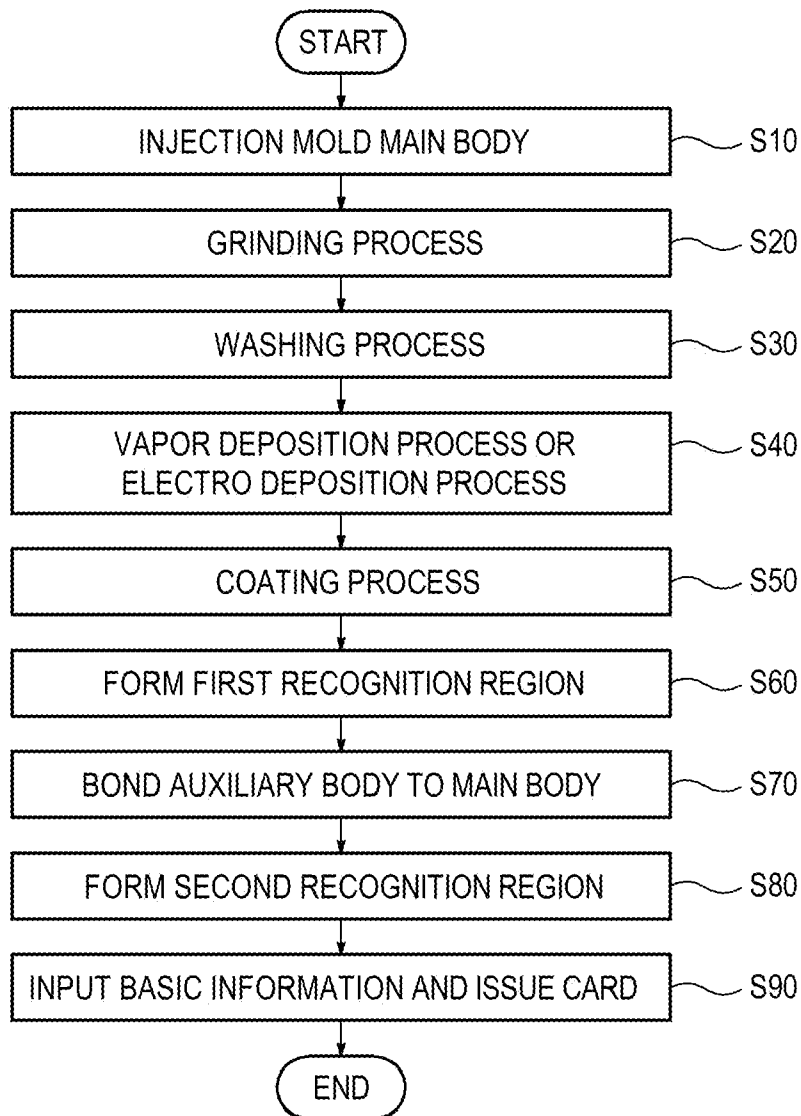 START
INJECTION MOLD MAIN BODY
S10
GRINDING PROCESS
S20
WASHING PROCESS
S30
VAPOR DEPOSITION PROCESS OR
ELECTRO DEPOSITION PROCESS
S40
COATING PROCESS
S50
FORM FIRST RECOGNITION REGION
S60
BOND AUXILIARY BODY TO MAIN BODY
S70
FORM SECOND RECOGNITION REGION
S80
INPUT BASIC INFORMATION AND ISSUE CARD
S90
END